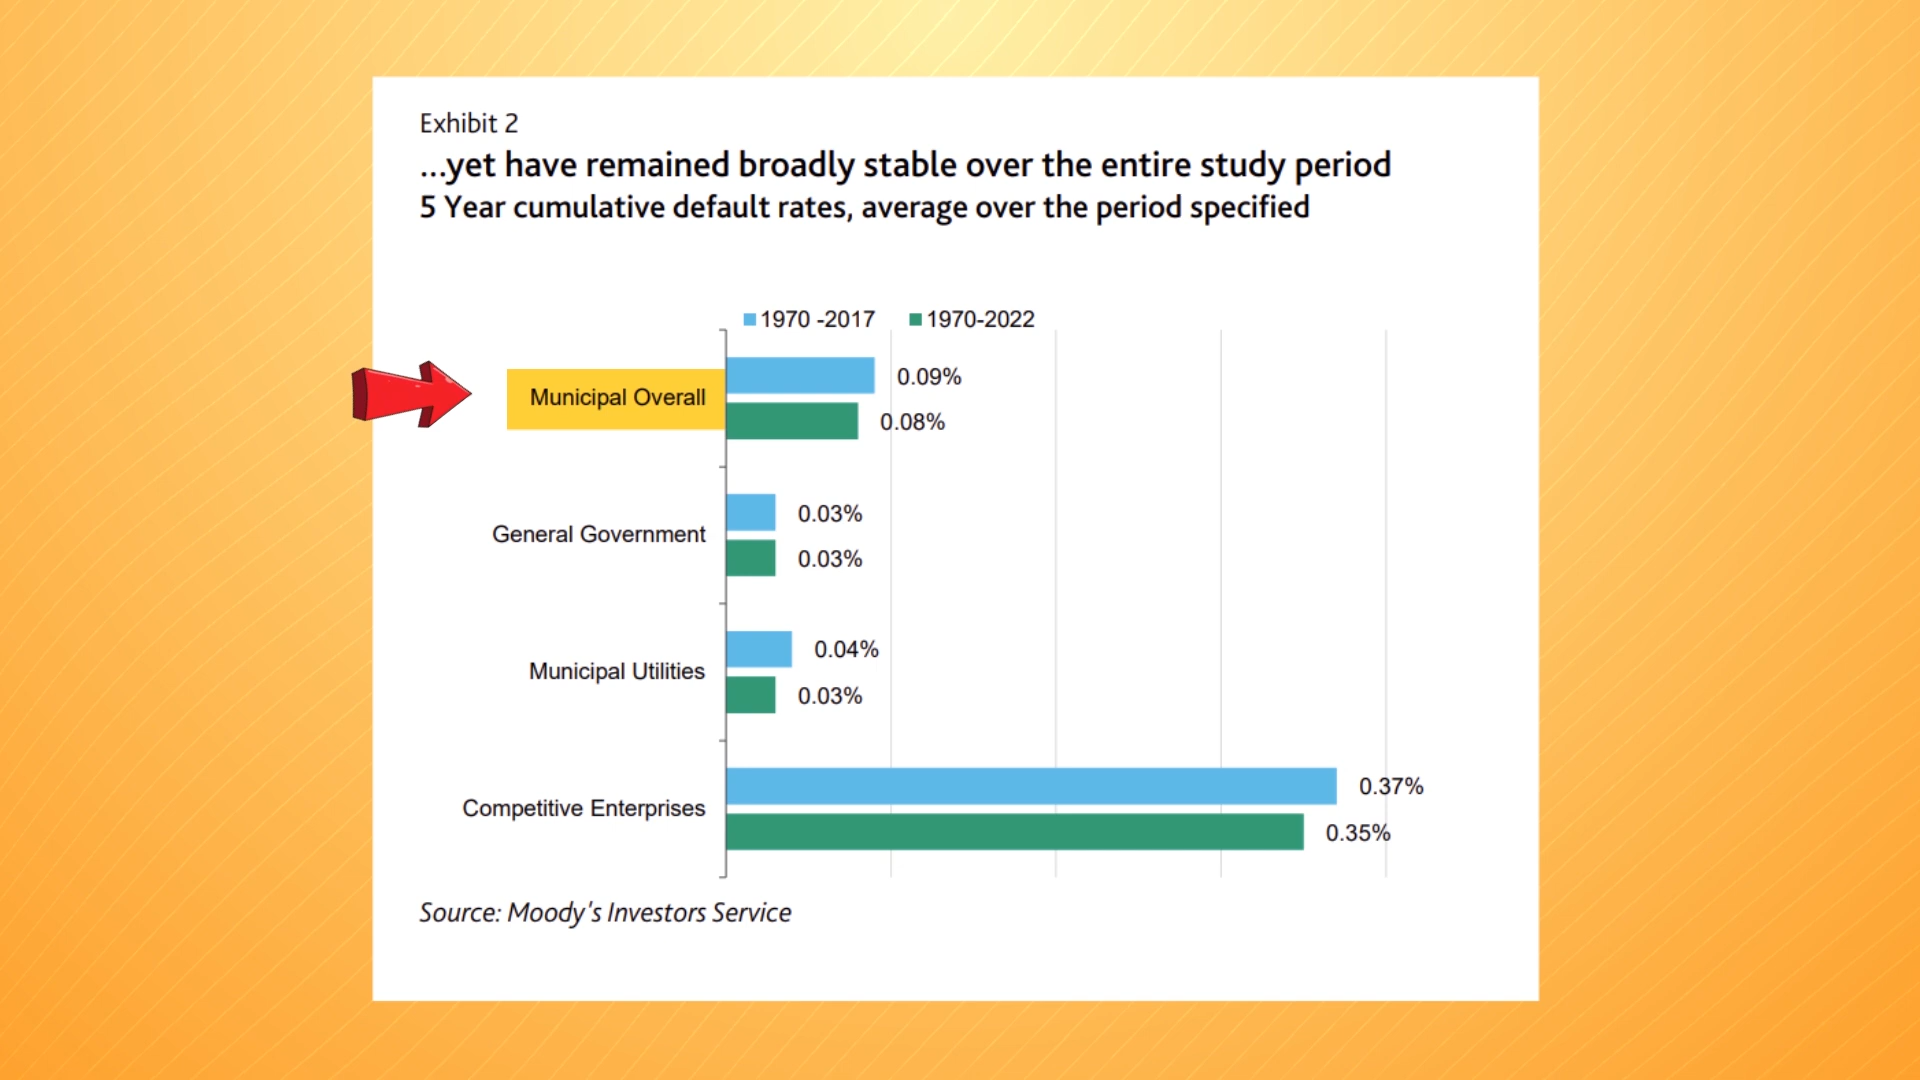 Exhibit 2
...yet have remained broadly stable over the entire study period
5 Year cumulative default rates, average over the period specified
1970 -2017 1970-2022
Municipal Overall
0.09%
0.08%
General Government
0.03%
0.03%
Municipal Utilities
0.04%
0.03%
Competitive Enterprises
0.37%
0.35%
Source: Moody's Investors Service